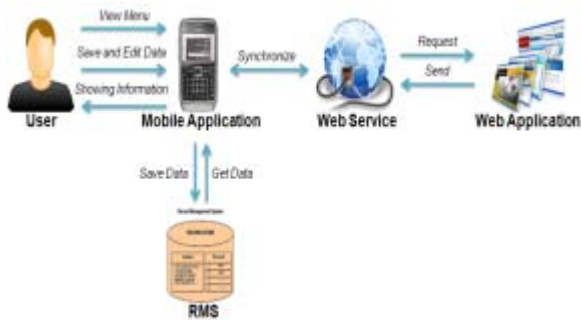 View Menu
Save and Edit Data
Showing Information
User
Mobile Application
Synchronize
Web Service
Request
Send
Web Application
Save Data
Get Data
RMS